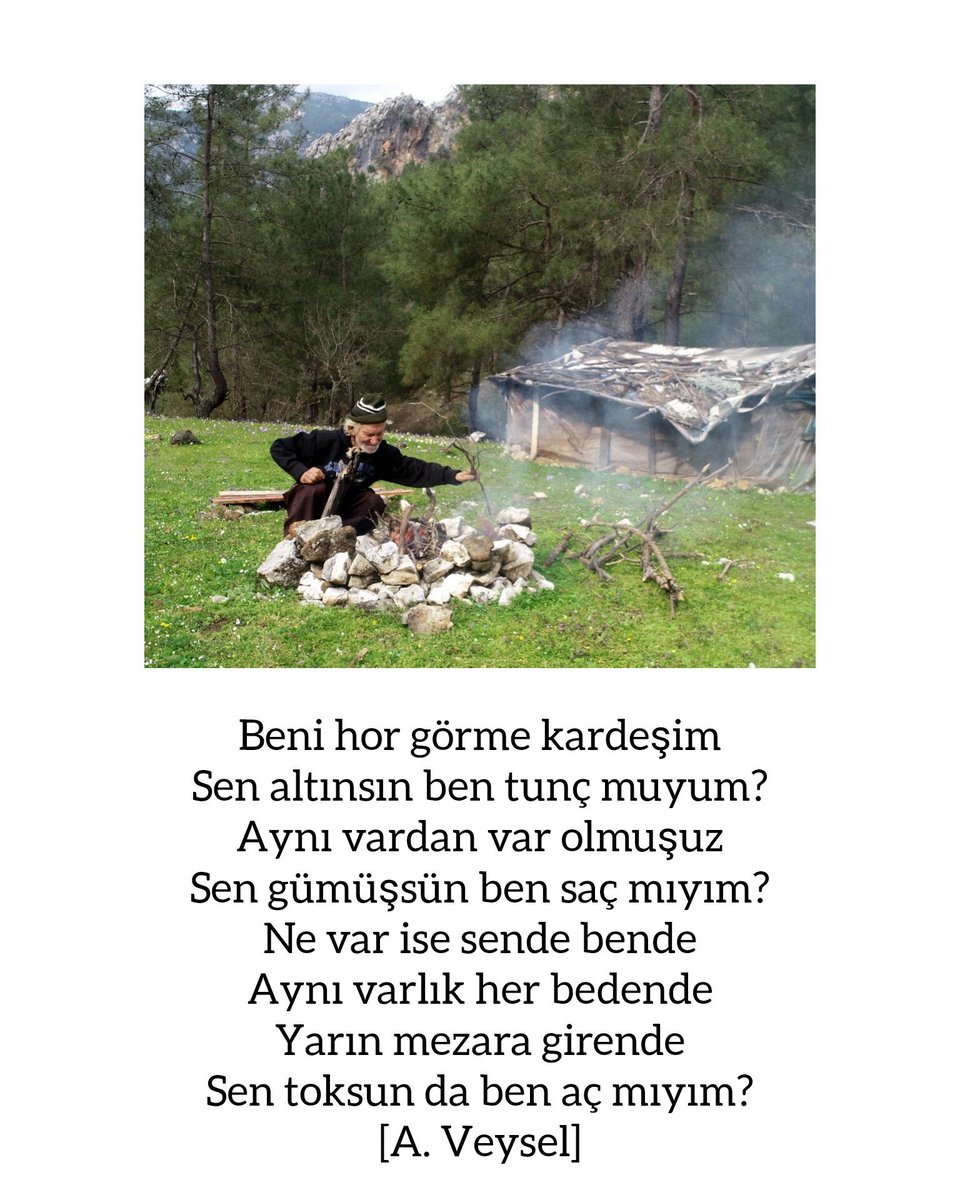 Beni hor görme kardeşim
Sen altınsın ben tunç muyum?
Aynı vardan var olmuşuz
Sen gümüşsün ben saç mıyım?
Ne var ise sende bende
Aynı varlık her bedende
Yarın mezara girende
Sen toksun da ben aç mıyım?
[A. Veysel]